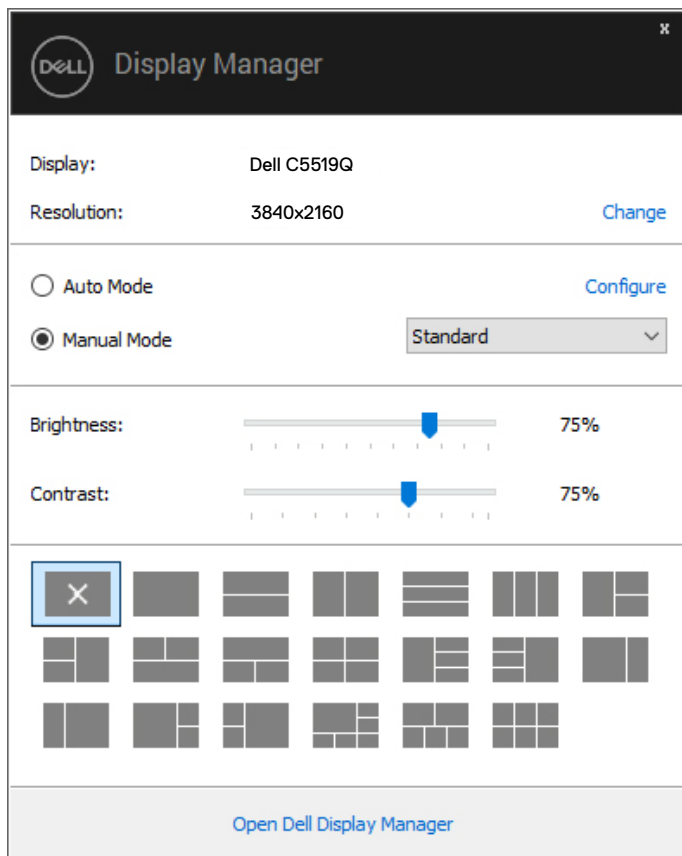 x
DELL Display Manager
Display: Dell C5519Q
Resolution: 3840x2160 Change
Auto Mode Configure
Manual Mode Standard
Brightness: 75%
Contrast: 75%
Open Dell Display Manager